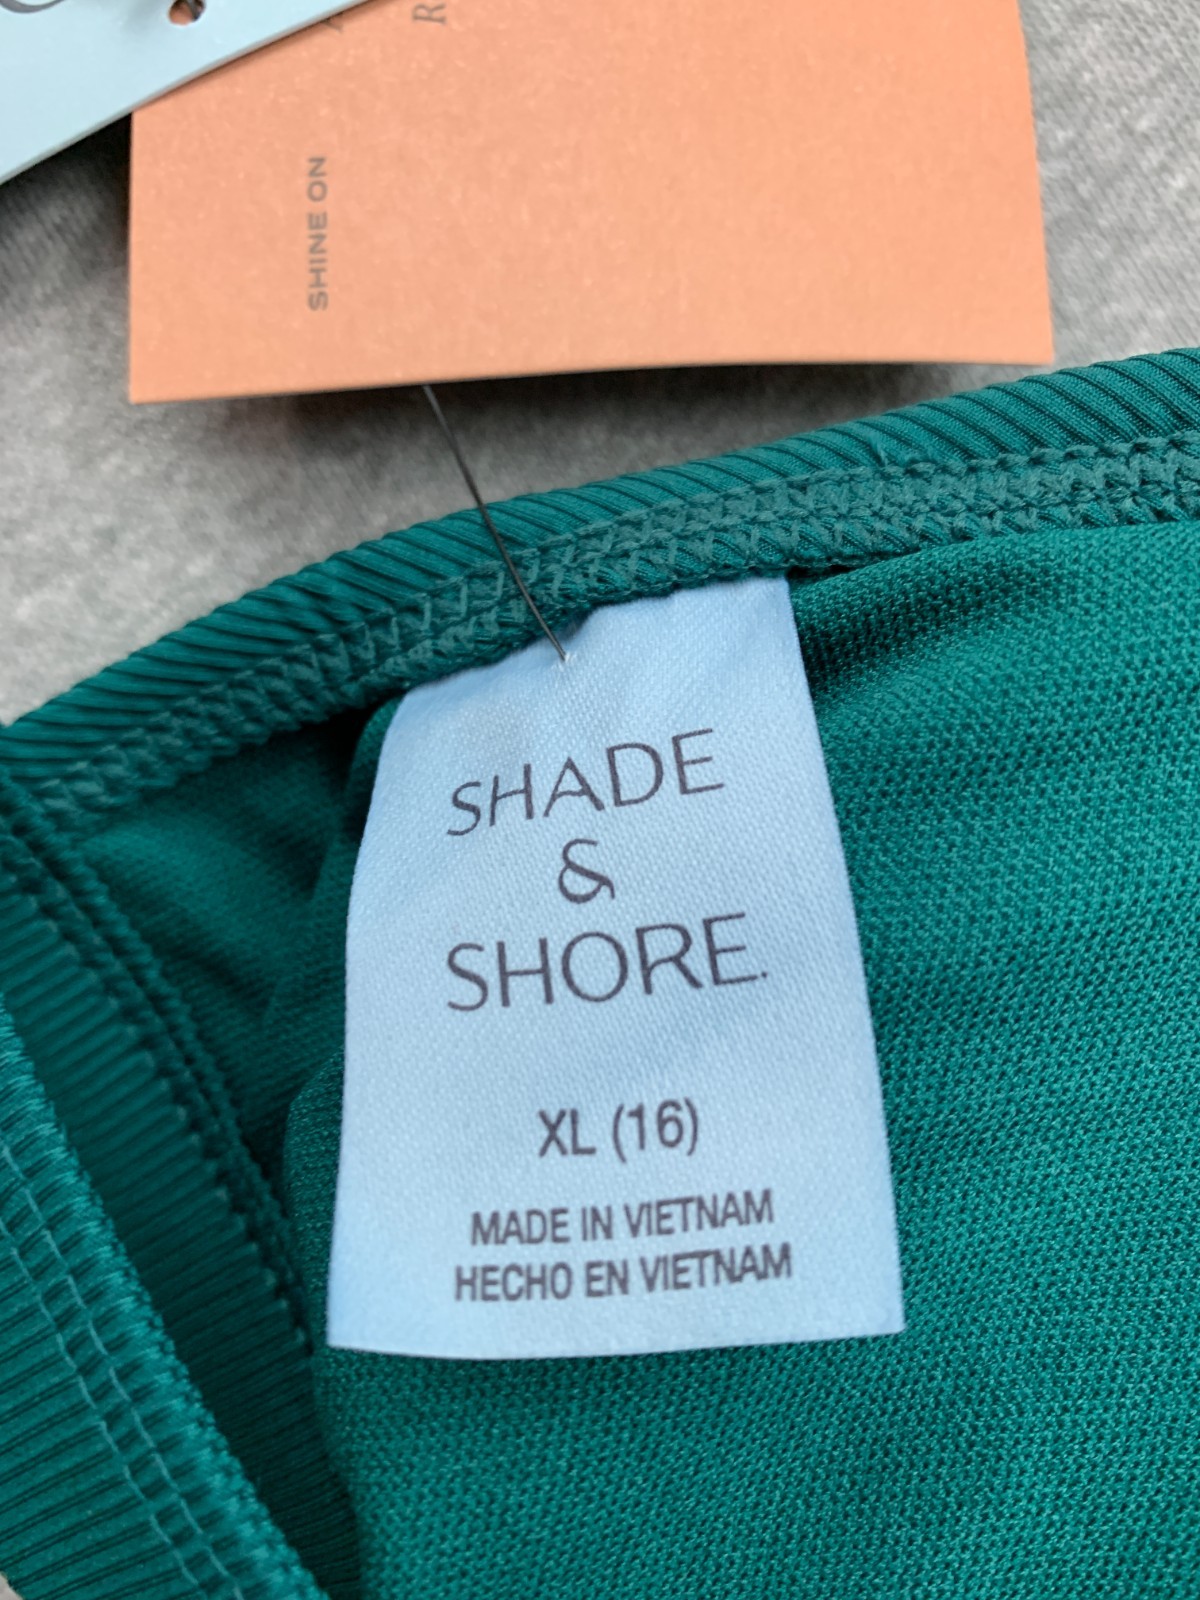 SHINE ON
SHADE
&
SHORE.
XL (16)
MADE IN VIETNAM
HECHO EN VIETNAM